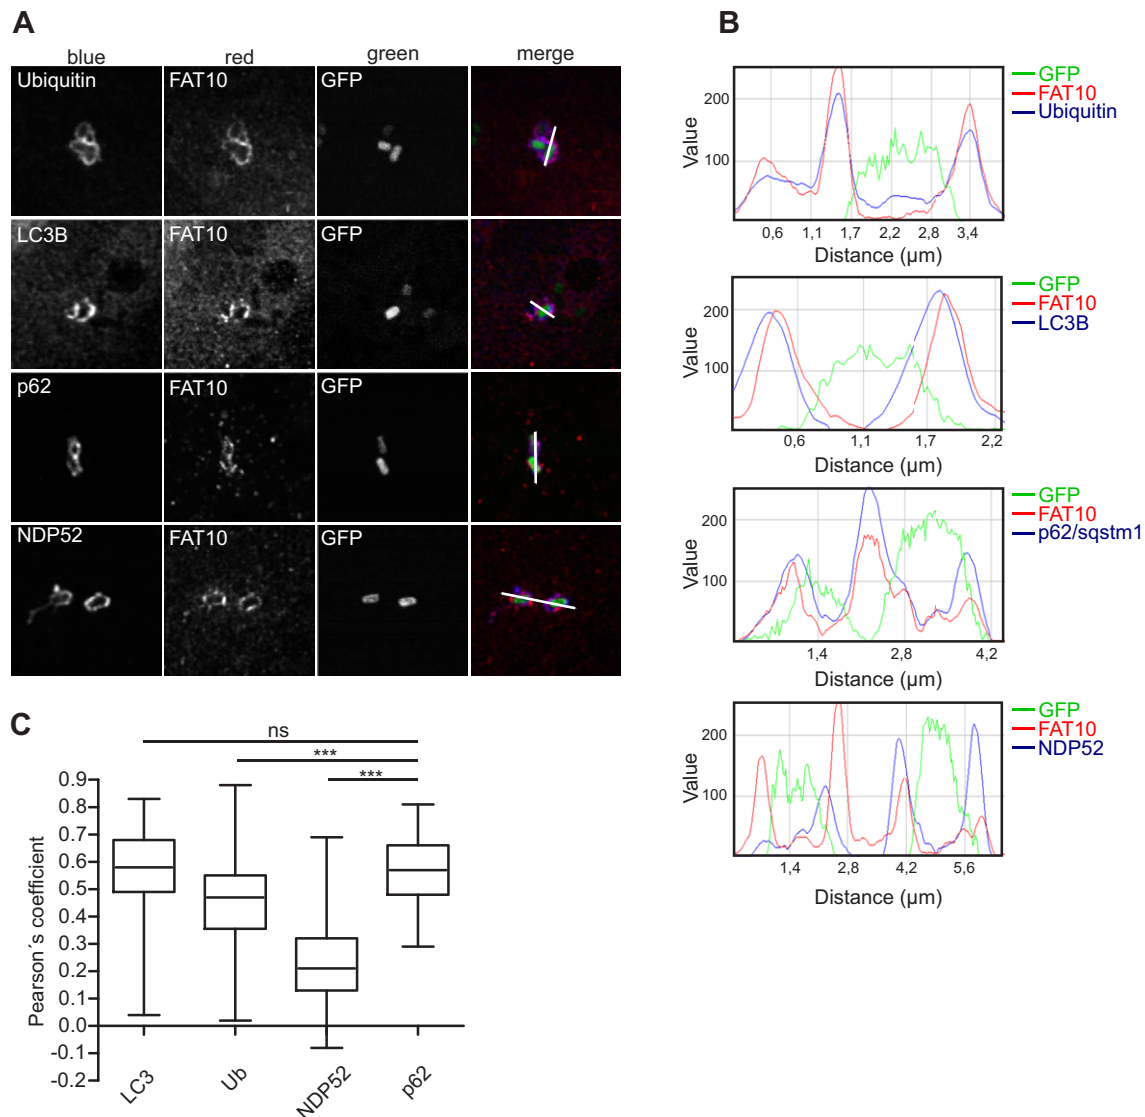 A
blue red green merge
Ubiquitin FAT10 GFP
LC3B FAT10 GFP
p62 FAT10 GFP
NDP52 FAT10 GFP
B
GFP
FAT10
Ubiquitin
Value
200
100
0,6 1,1 1,7 2,2 2,8 3,4
Distance (µm)
GFP
FAT10
LC3B
Value
200
100
0,6 1,1 1,7 2,2
Distance (µm)
GFP
FAT10
p62/sqstm1
Value
200
100
1,4 2,8 4,2
Distance (µm)
GFP
FAT10
NDP52
Value
200
100
1,4 2,8 4,2 5,6
Distance (µm)
C
ns
***
***
Pearson´s coefficient
0.9
0.8
0.7
0.6
0.5
0.4
0.3
0.2
0.1
0.0
-0.1
-0.2
LC3 Ub NDP52 p62